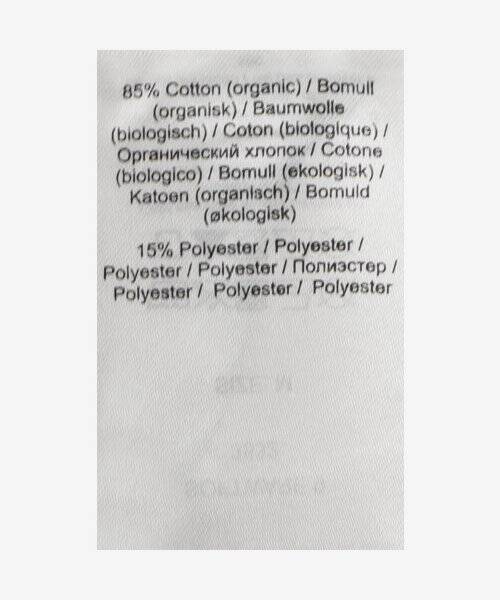 85% Cotton (organic) / Bomull
(organisk) / Baumwolle
(biologisch) / Coton (biologique) /
Органический хлопок / Cotone
(biologico) / Bomull (ekologisk) /
Katoen (organisch) / Bomuld
(økologisk)
15% Polyester / Polyester /
Polyester / Polyester / Полиэстер /
Polyester / Polyester / Polyester
SIZE M